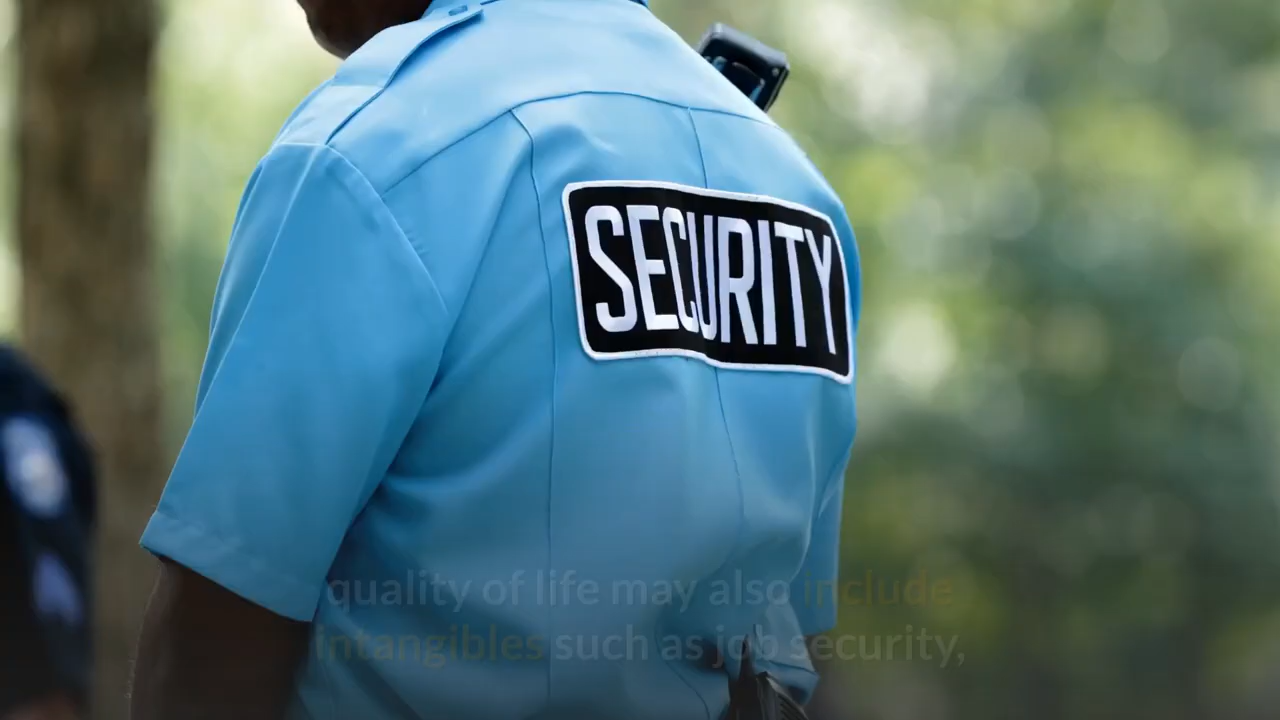 SECURITY
quality of life may also include
intangibles such as job security,